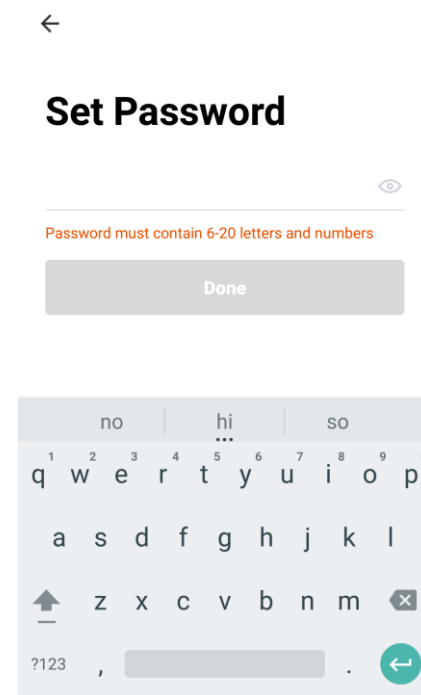 Set Password
Password must contain 6-20 letters and numbers
Done
no hi so
1 2 3 4 5 6 7 8 9
q w e r t y u i o p
a s d f g h j k l
z x c v b n m
?123 , .